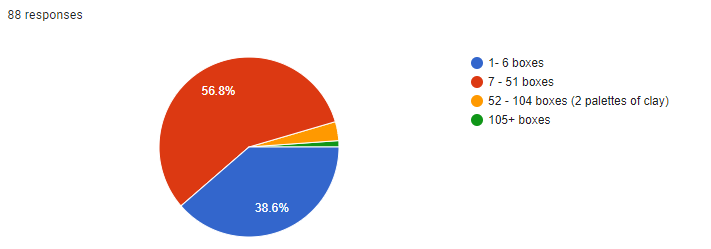 88 responses
56.8%
38.6%
1- 6 boxes
7 - 51 boxes
52 - 104 boxes (2 palettes of clay)
105+ boxes